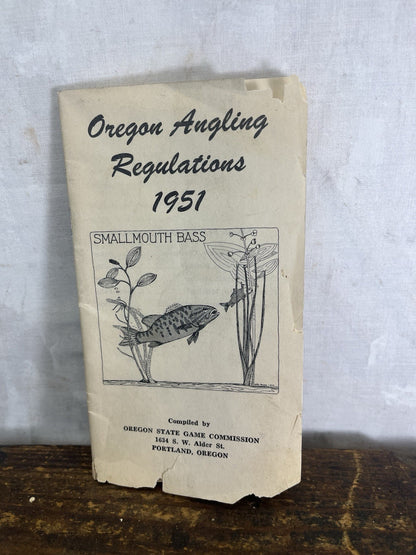 Oregon Angling
Regulations
1951
SMALLMOUTH BASS
Compiled by
OREGON STATE GAME COMMISSION
1634 S. W. Alder St.
PORTLAND, OREGON